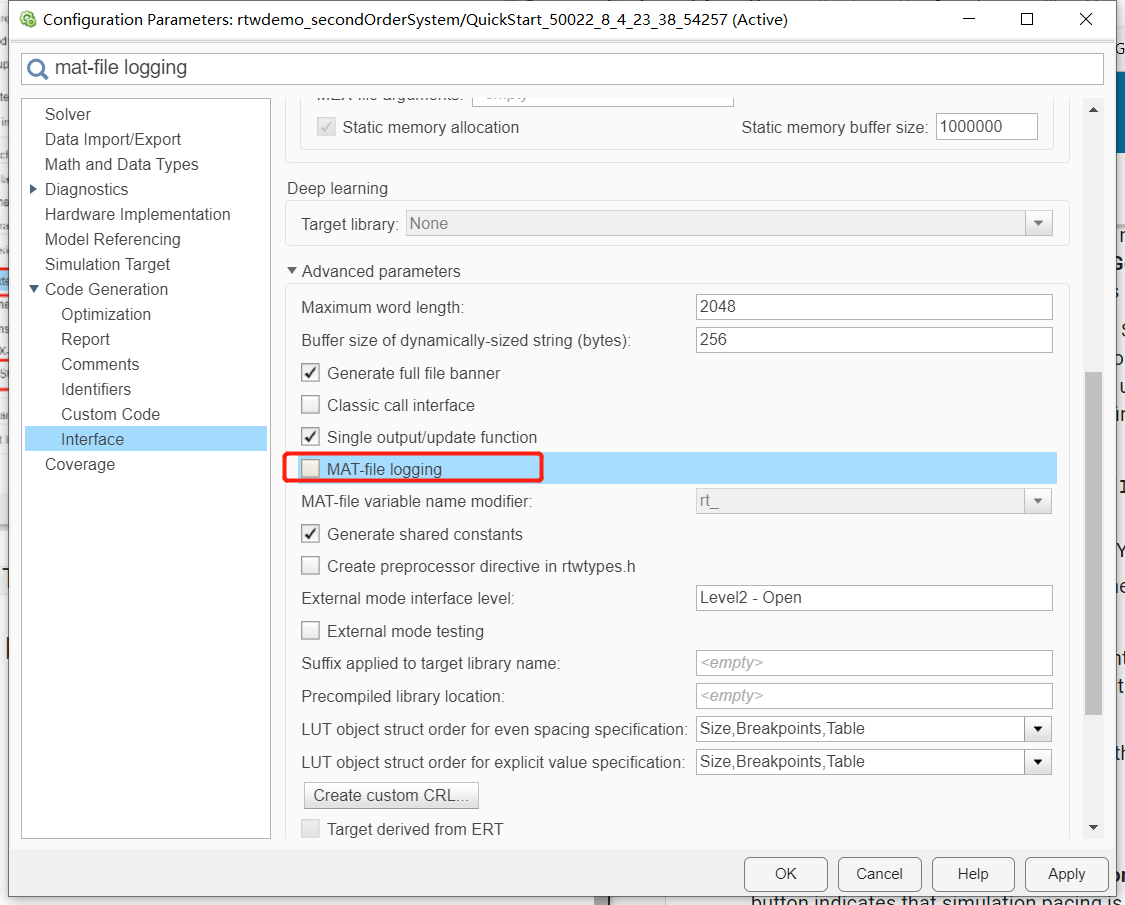 Configuration Parameters: rtwdemo_secondOrderSystem/QuickStart_50022_8_4_23_38_54257 (Active)
mat-file logging
Solver
Data Import/Export
Math and Data Types
Diagnostics
Hardware Implementation
Model Referencing
Simulation Target
Code Generation
Optimization
Report
Comments
Identifiers
Custom Code
Interface
Coverage
Static memory allocation
Static memory buffer size: 1000000
Deep learning
Target library: None
Advanced parameters
Maximum word length: 2048
Buffer size of dynamically-sized string (bytes): 256
Generate full file banner
Classic call interface
Single output/update function
MAT-file logging
MAT-file variable name modifier: rt_
Generate shared constants
Create preprocessor directive in rtwtypes.h
External mode interface level: Level2 - Open
External mode testing
Suffix applied to target library name: <empty>
Precompiled library location: <empty>
LUT object struct order for even spacing specification: Size,Breakpoints,Table
LUT object struct order for explicit value specification: Size,Breakpoints,Table
Create custom CRL...
Target derived from ERT
OK Cancel Help Apply
button indicates that simulation pacing is